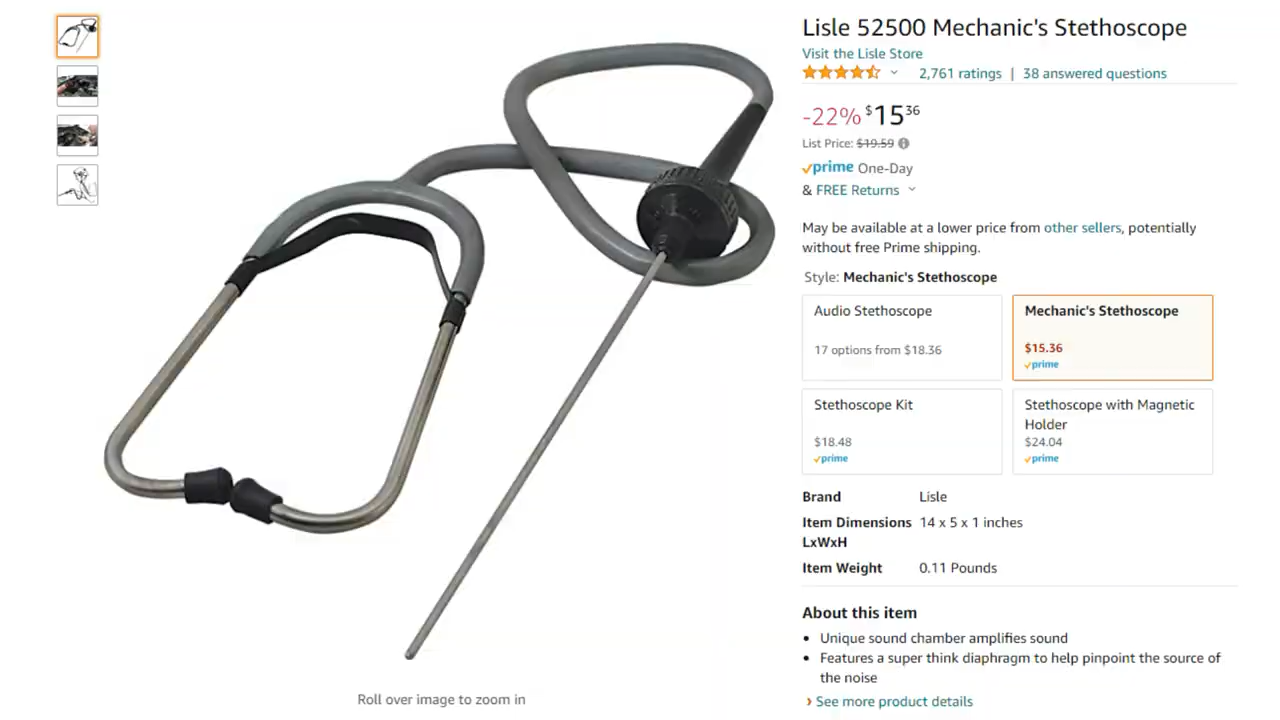 Lisle 52500 Mechanic's Stethoscope
Visit the Lisle Store
2,761 ratings | 38 answered questions
-22% $15 36
List Price: $19.59
prime One-Day
& FREE Returns
May be available at a lower price from other sellers, potentially
without free Prime shipping.
Style: Mechanic's Stethoscope
Audio Stethoscope
17 options from $18.36
Mechanic's Stethoscope
$15.36
prime
Stethoscope Kit
$18.48
prime
Stethoscope with Magnetic
Holder
$24.04
prime
Brand Lisle
Item Dimensions 14 x 5 x 1 inches
LxWxH
Item Weight 0.11 Pounds
About this item
• Unique sound chamber amplifies sound
• Features a super think diaphragm to help pinpoint the source of
the noise
› See more product details
Roll over image to zoom in